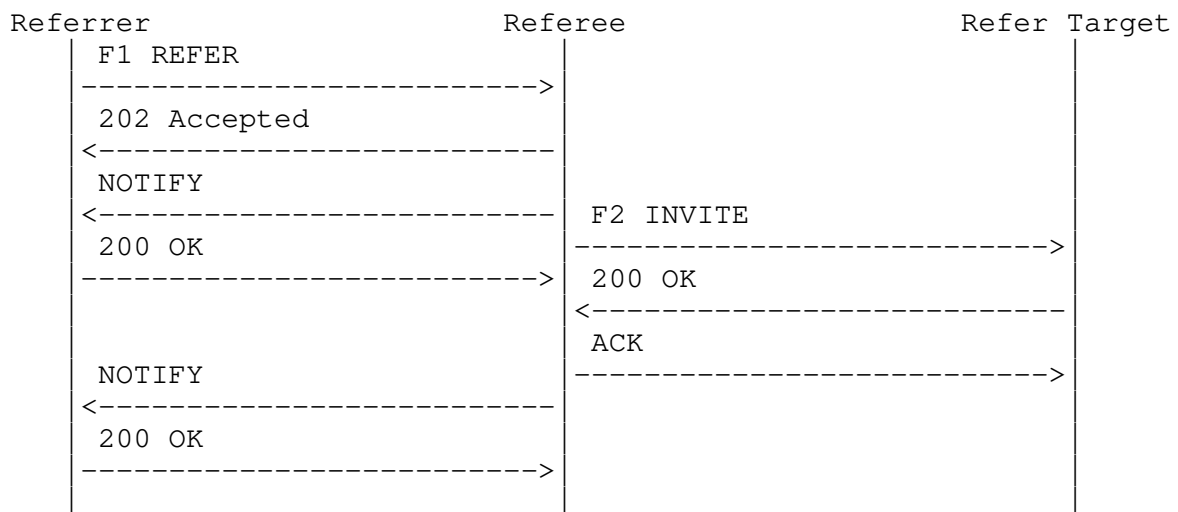 Referrer Referee Refer Target
F1 REFER
202 Accepted
NOTIFY
F2 INVITE
200 OK
200 OK
ACK
NOTIFY
200 OK